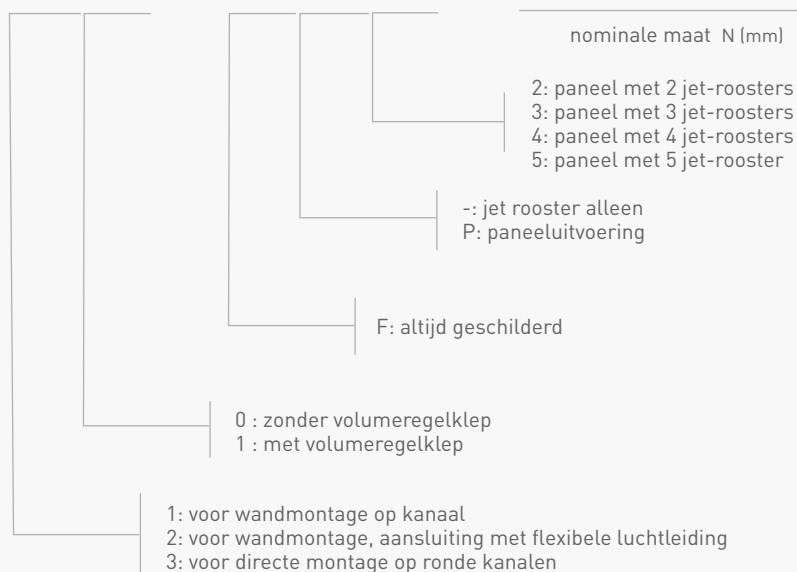 nominale maat N (mm)
2: paneel met 2 jet-roosters
3: paneel met 3 jet-roosters
4: paneel met 4 jet-roosters
5: paneel met 5 jet-rooster
-: jet rooster alleen
P: paneeluitvoering
F: altijd geschilderd
0 : zonder volumeregelklep
1 : met volumeregelklep
1: voor wandmontage op kanaal
2: voor wandmontage, aansluiting met flexibele luchtleiding
3: voor directe montage op ronde kanalen